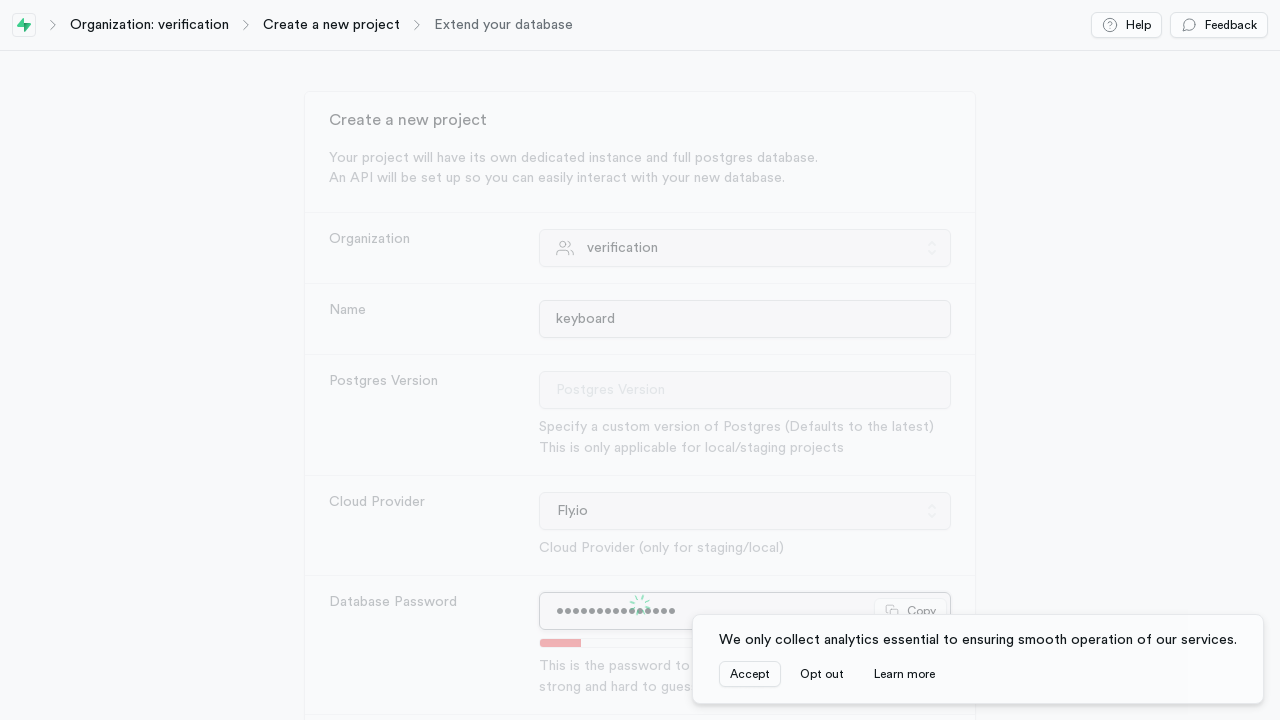 Organization: verification
Create a new project
Extend your database
Help
Feedback
Create a new project
Your project will have its own dedicated instance and full postgres database.
An API will be set up so you can easily interact with your new database.
Organization
verification
Name
keyboard
Postgres Version
Postgres Version
Specify a custom version of Postgres (Defaults to the latest)
This is only applicable for local/staging projects
Cloud Provider
Fly.io
Cloud Provider (only for staging/local)
Database Password
••••••••••••••••
Copy
This is the password to
strong and hard to gues
We only collect analytics essential to ensuring smooth operation of our services.
Accept
Opt out
Learn more